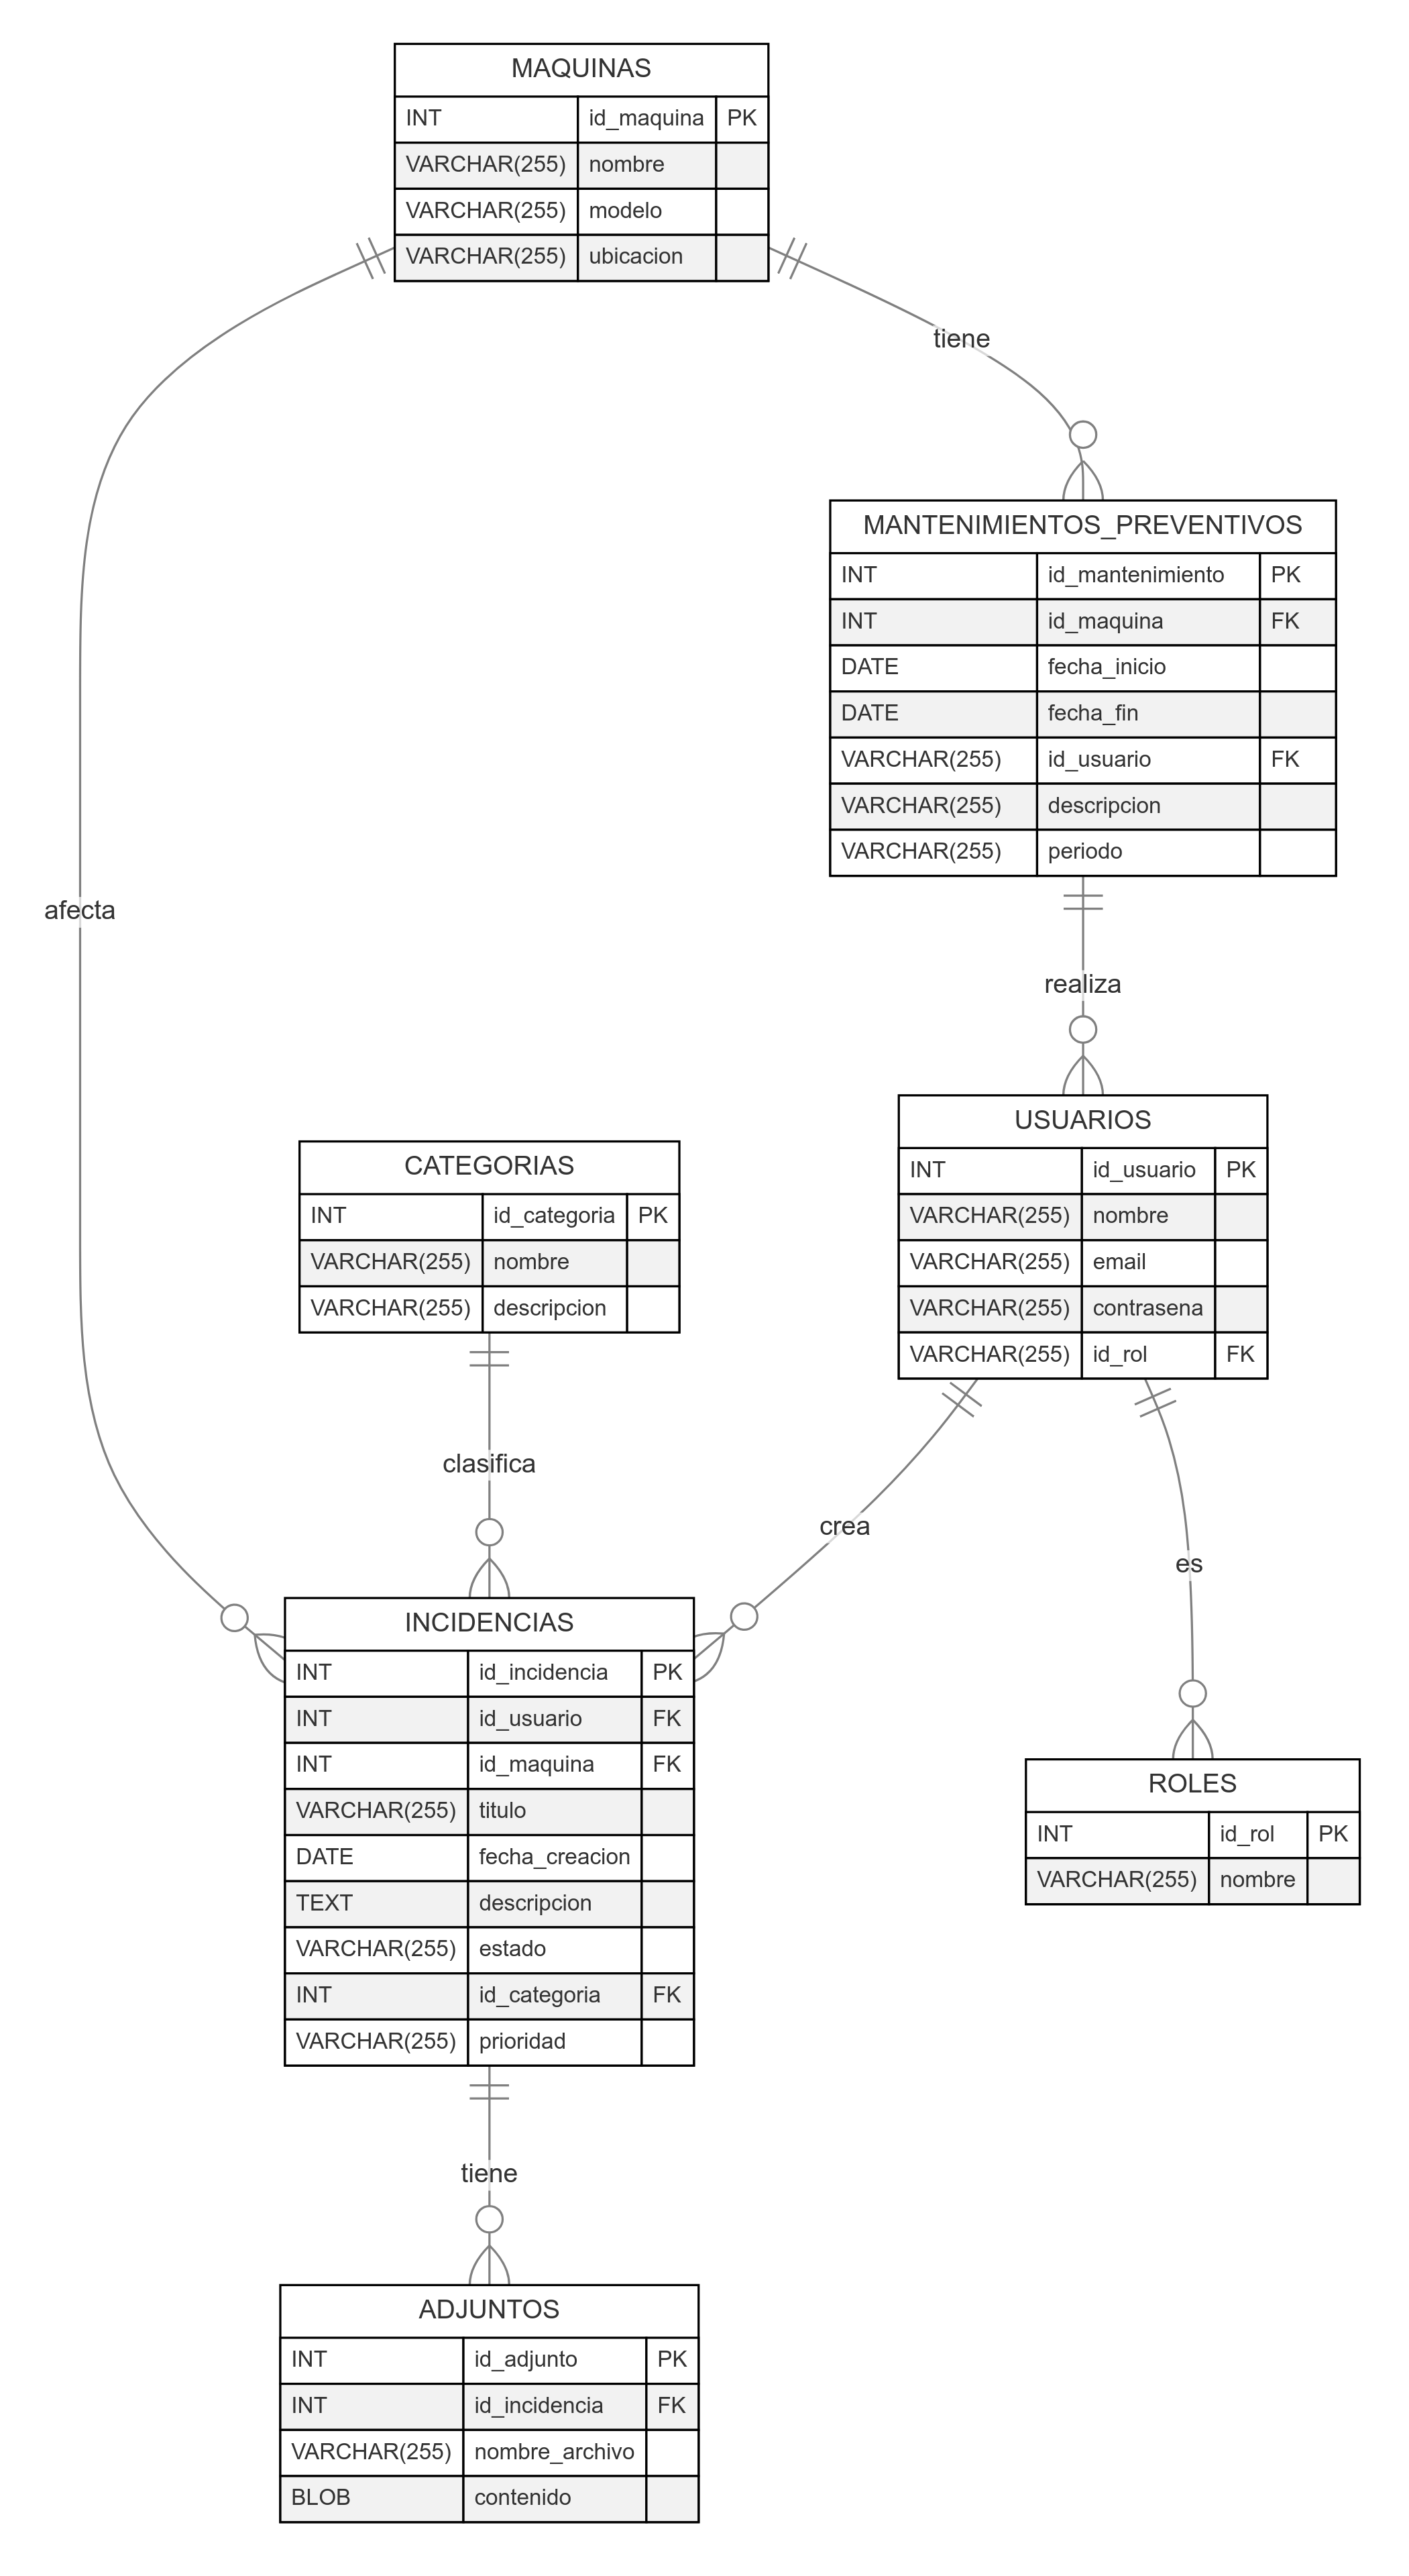 MAQUINAS
INT id_maquina PK
VARCHAR(255) nombre
VARCHAR(255) modelo
VARCHAR(255) ubicacion
tiene
MANTENIMIENTOS_PREVENTIVOS
INT id_mantenimiento PK
INT id_maquina FK
DATE fecha_inicio
DATE fecha_fin
VARCHAR(255) id_usuario FK
VARCHAR(255) descripcion
VARCHAR(255) periodo
afecta
realiza
USUARIOS
INT id_usuario PK
VARCHAR(255) nombre
VARCHAR(255) email
VARCHAR(255) contrasena
VARCHAR(255) id_rol FK
CATEGORIAS
INT id_categoria PK
VARCHAR(255) nombre
VARCHAR(255) descripcion
clasifica
crea
es
INCIDENCIAS
INT id_incidencia PK
INT id_usuario FK
INT id_maquina FK
VARCHAR(255) titulo
DATE fecha_creacion
TEXT descripcion
VARCHAR(255) estado
INT id_categoria FK
VARCHAR(255) prioridad
ROLES
INT id_rol PK
VARCHAR(255) nombre
tiene
ADJUNTOS
INT id_adjunto PK
INT id_incidencia FK
VARCHAR(255) nombre_archivo
BLOB contenido